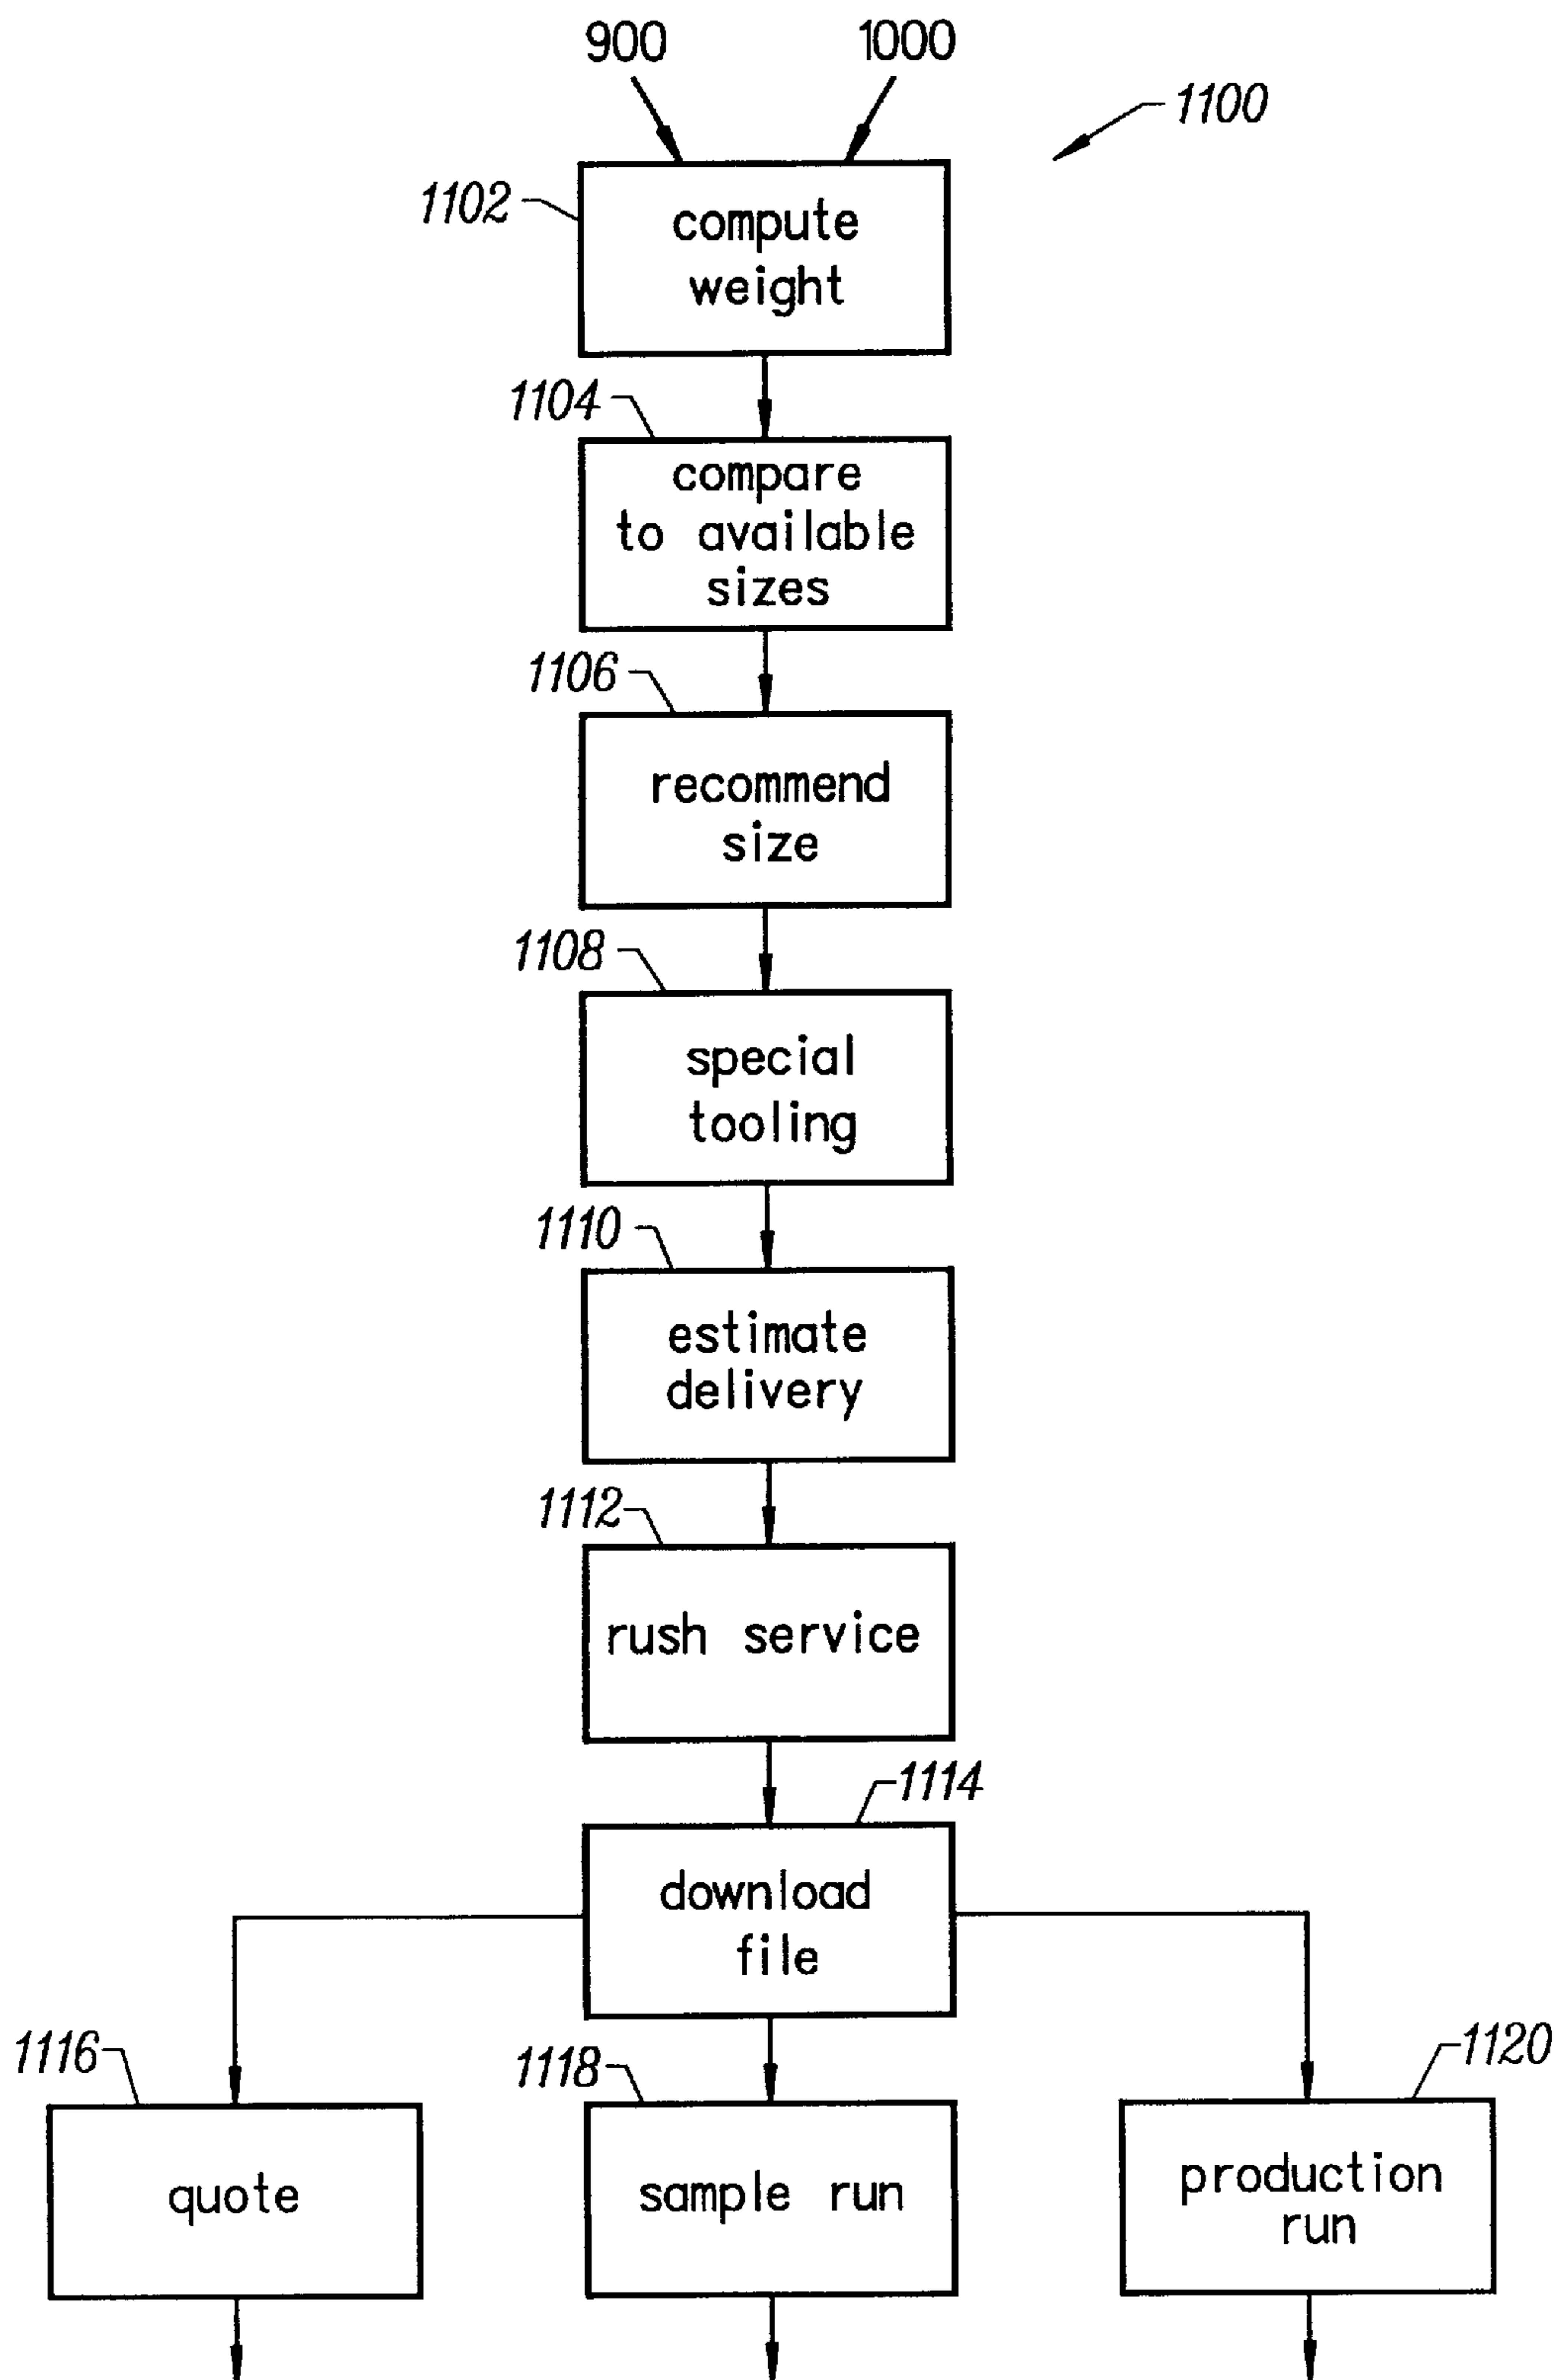 900
1000
1100
1102
compute
weight
1104
compare
to available
sizes
1106
recommend
size
1108
special
tooling
1110
estimate
delivery
1112
rush service
1114
download
file
1116
quote
1118
sample run
1120
production
run